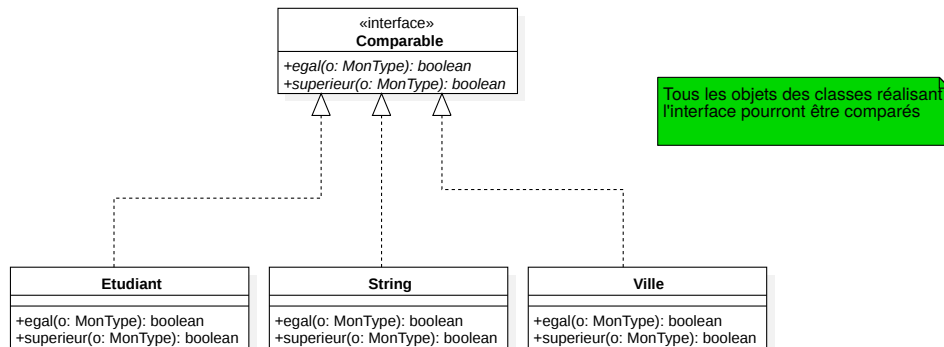 «interface»
Comparable
+egal(o: MonType): boolean
+superieur(o: MonType): boolean
Tous les objets des classes réalisant
l'interface pourront être comparés
Etudiant
+egal(o: MonType): boolean
+superieur(o: MonType): boolean
String
+egal(o: MonType): boolean
+superieur(o: MonType): boolean
Ville
+egal(o: MonType): boolean
+superieur(o: MonType): boolean